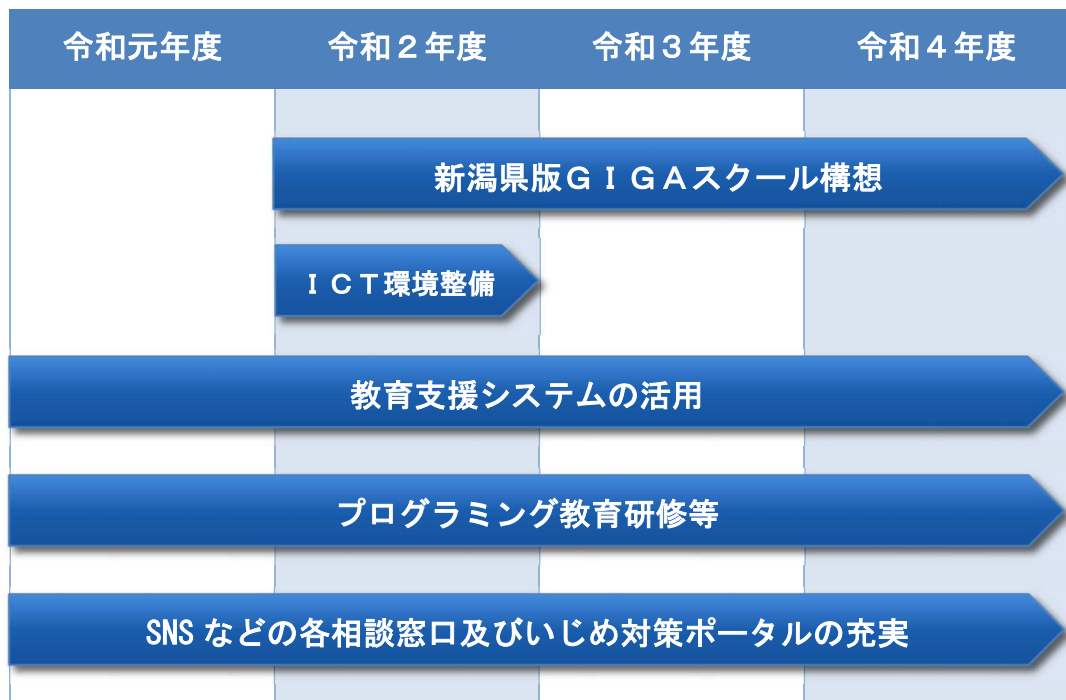 令和元年度 令和２年度 令和３年度 令和４年度
新潟県版ＧＩＧＡスクール構想
ＩＣＴ環境整備
教育支援システムの活用
プログラミング教育研修等
SNS などの各相談窓口及びいじめ対策ポータルの充実